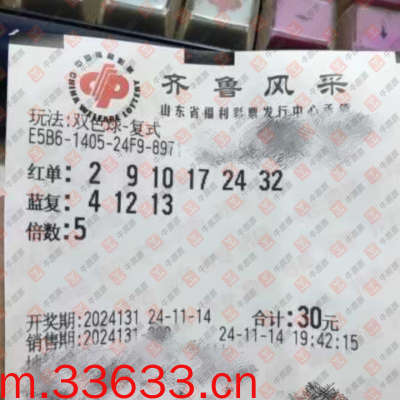 齐鲁风采
山东省福利彩票发行中心承销
玩法:双色球-复式
E5B6-1405-24F9-8971
红单: 2 9 10 17 24 32
蓝复: 4 12 13
倍数:5
开奖期:2024131 24-11-14 合计:30元
销售期:2024131 24-11-14 19:42:15
m.33633.cn